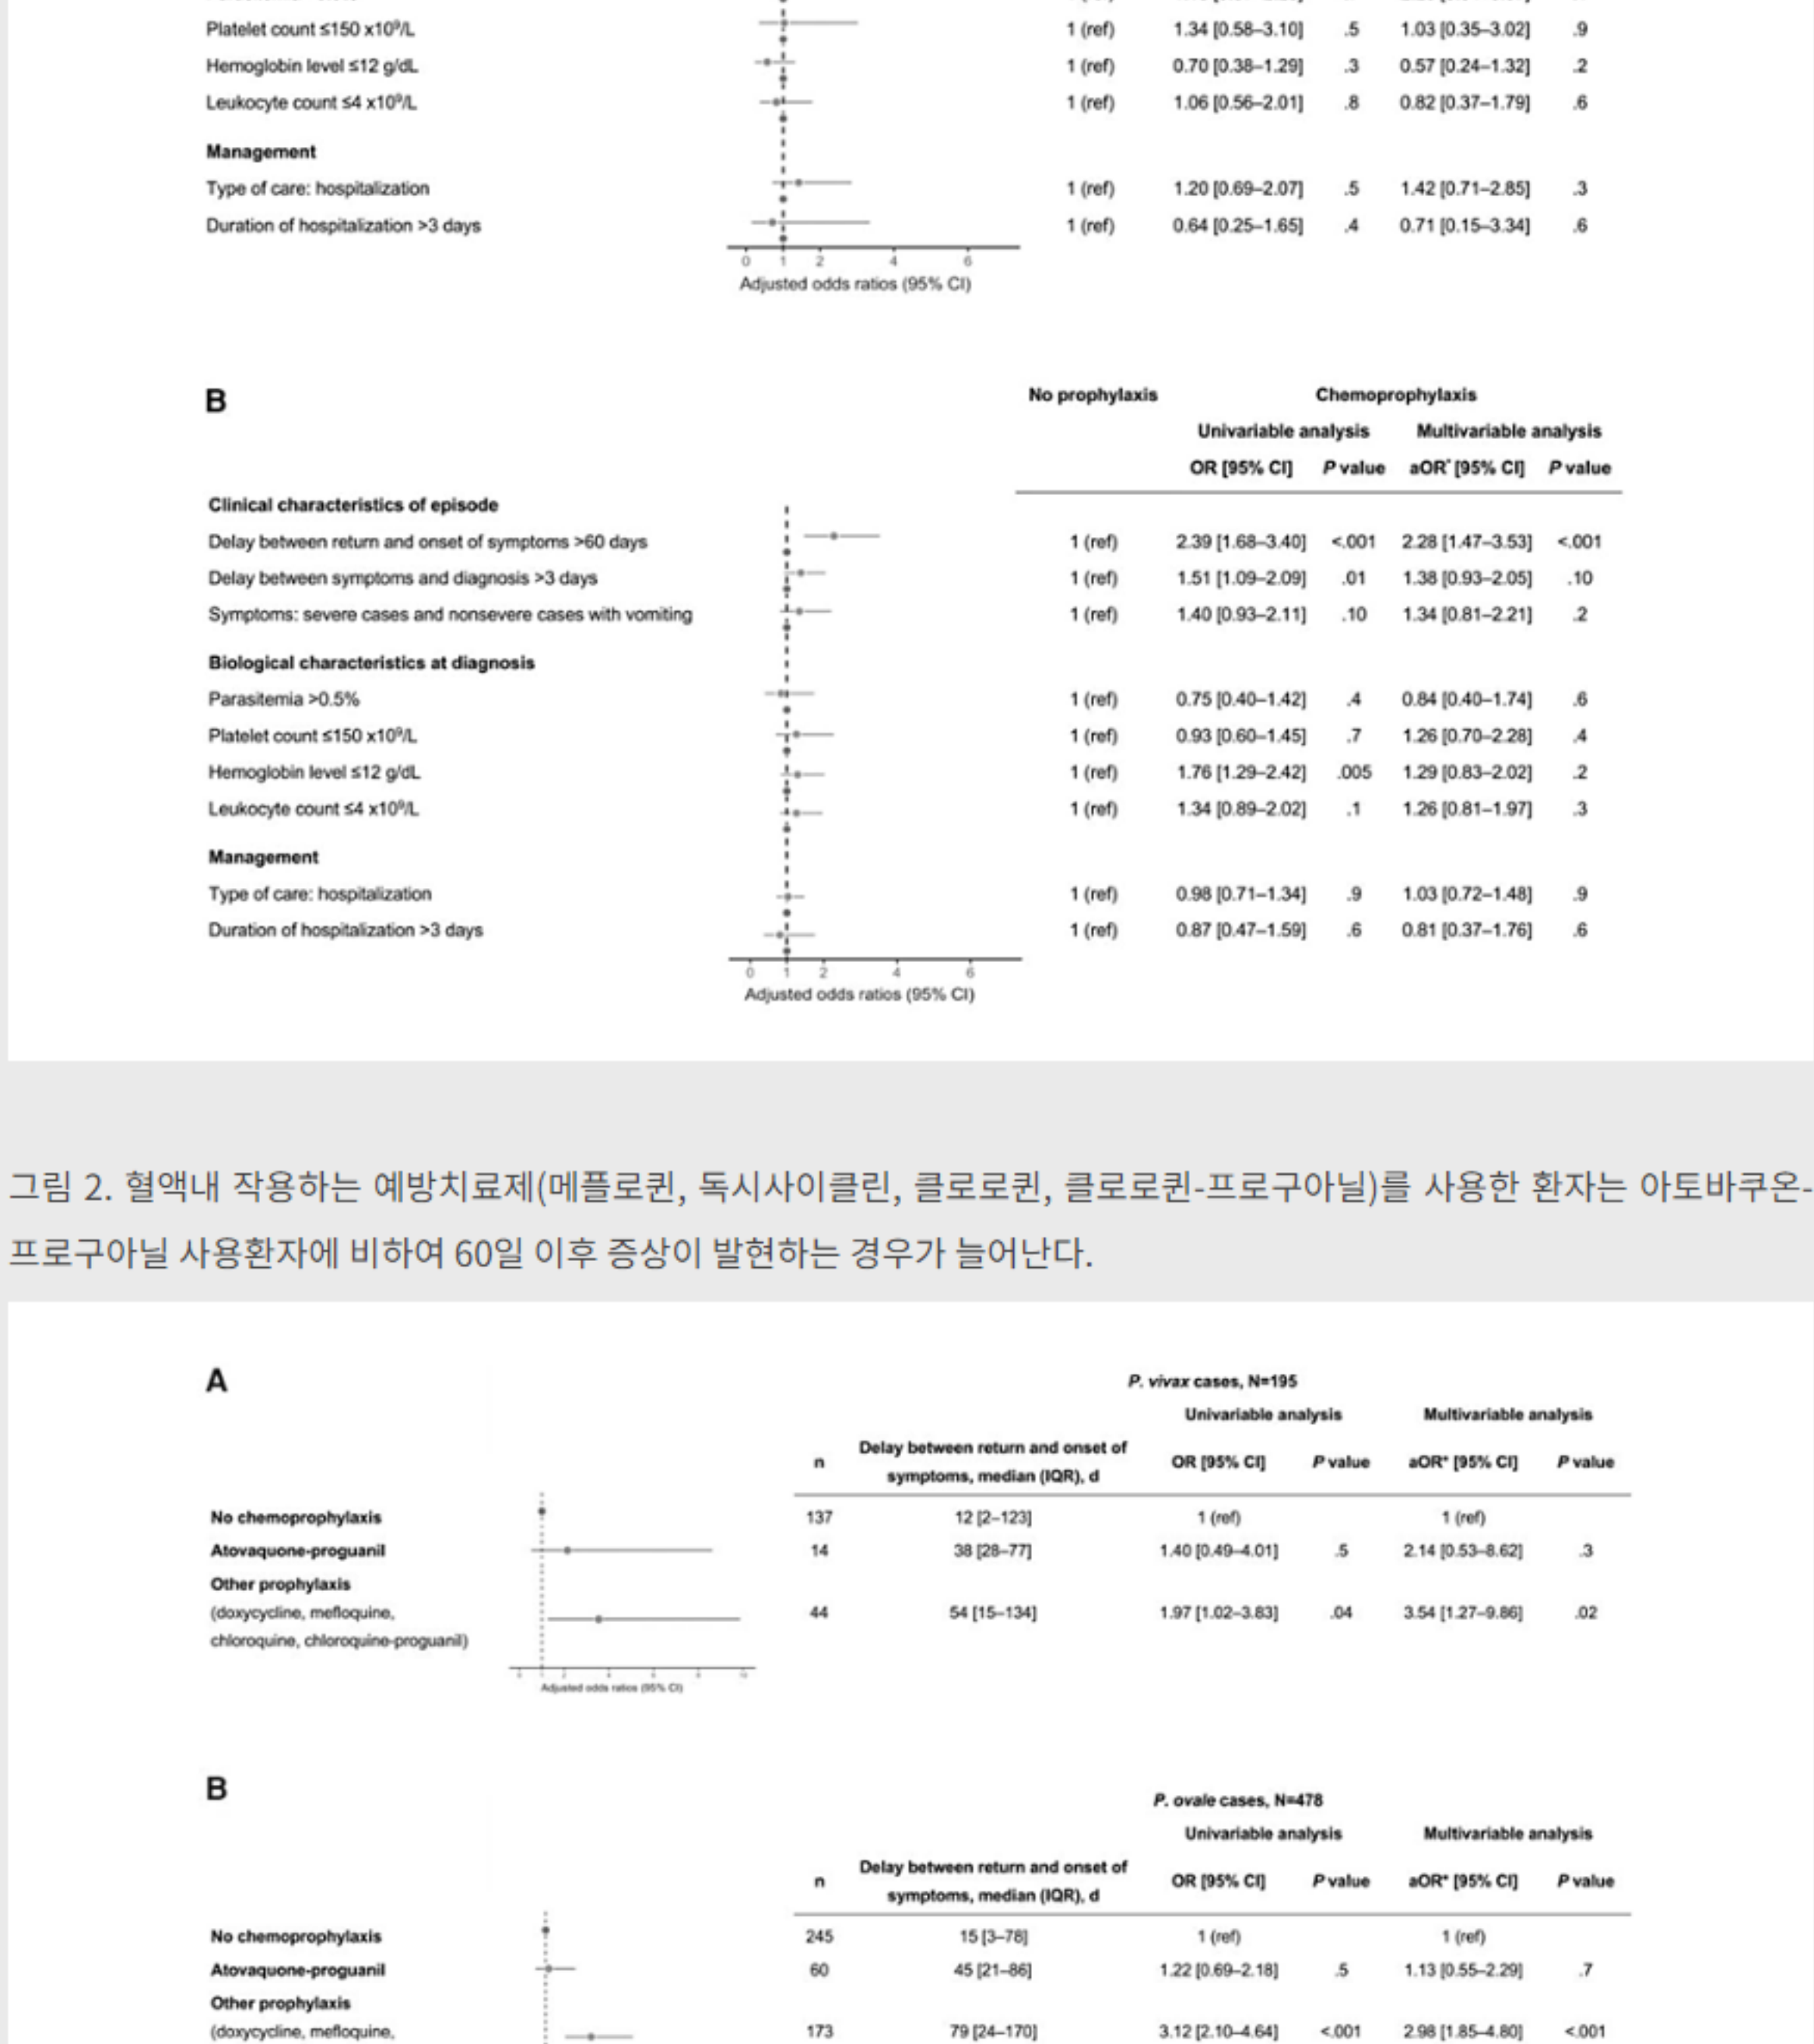 Platelet count ≤150 x10⁹/L 1 (ref) 1.34 [0.58–3.10] .5 1.03 [0.35–3.02] .9
Hemoglobin level ≤12 g/dL 1 (ref) 0.70 [0.38–1.29] .3 0.57 [0.24–1.32] .2
Leukocyte count ≤4 x10⁹/L 1 (ref) 1.06 [0.56–2.01] .8 0.82 [0.37–1.79] .6
Management
Type of care: hospitalization 1 (ref) 1.20 [0.69–2.07] .5 1.42 [0.71–2.85] .3
Duration of hospitalization >3 days 1 (ref) 0.64 [0.25–1.65] .4 0.71 [0.15–3.34] .6
0 1 2 4 6
Adjusted odds ratios (95% CI)
B No prophylaxis Chemoprophylaxis
Univariable analysis Multivariable analysis
OR [95% CI] P value aOR* [95% CI] P value
Clinical characteristics of episode
Delay between return and onset of symptoms >60 days 1 (ref) 2.39 [1.68–3.40] <.001 2.28 [1.47–3.53] <.001
Delay between symptoms and diagnosis >3 days 1 (ref) 1.51 [1.09–2.09] .01 1.38 [0.93–2.05] .10
Symptoms: severe cases and nonsevere cases with vomiting 1 (ref) 1.40 [0.93–2.11] .10 1.34 [0.81–2.21] .2
Biological characteristics at diagnosis
Parasitemia >0.5% 1 (ref) 0.75 [0.40–1.42] .4 0.84 [0.40–1.74] .6
Platelet count ≤150 x10⁹/L 1 (ref) 0.93 [0.60–1.45] .7 1.26 [0.70–2.28] .4
Hemoglobin level ≤12 g/dL 1 (ref) 1.76 [1.29–2.42] .005 1.29 [0.83–2.02] .2
Leukocyte count ≤4 x10⁹/L 1 (ref) 1.34 [0.89–2.02] .1 1.26 [0.81–1.97] .3
Management
Type of care: hospitalization 1 (ref) 0.98 [0.71–1.34] .9 1.03 [0.72–1.48] .9
Duration of hospitalization >3 days 1 (ref) 0.87 [0.47–1.59] .6 0.81 [0.37–1.76] .6
0 1 2 4 6
Adjusted odds ratios (95% CI)
그림 2. 혈액내 작용하는 예방치료제(메플로퀸, 독시사이클린, 클로로퀸, 클로로퀸-프로구아닐)를 사용한 환자는 아토바쿠온-
프로구아닐 사용환자에 비하여 60일 이후 증상이 발현하는 경우가 늘어난다.
A P. vivax cases, N=195
Univariable analysis Multivariable analysis
Delay between return and onset of
n symptoms, median (IQR), d OR [95% CI] P value aOR* [95% CI] P value
No chemoprophylaxis 137 12 [2–123] 1 (ref) 1 (ref)
Atovaquone-proguanil 14 38 [28–77] 1.40 [0.49–4.01] .5 2.14 [0.53–8.62] .3
Other prophylaxis
(doxycycline, mefloquine, 44 54 [15–134] 1.97 [1.02–3.83] .04 3.54 [1.27–9.86] .02
chloroquine, chloroquine-proguanil)
Adjusted odds ratios (95% CI)
B P. ovale cases, N=478
Univariable analysis Multivariable analysis
Delay between return and onset of
n symptoms, median (IQR), d OR [95% CI] P value aOR* [95% CI] P value
No chemoprophylaxis 245 15 [3–78] 1 (ref) 1 (ref)
Atovaquone-proguanil 60 45 [21–86] 1.22 [0.69–2.18] .5 1.13 [0.55–2.29] .7
Other prophylaxis
(doxycycline, mefloquine, 173 79 [24–170] 3.12 [2.10–4.64] <.001 2.98 [1.85–4.80] <.001